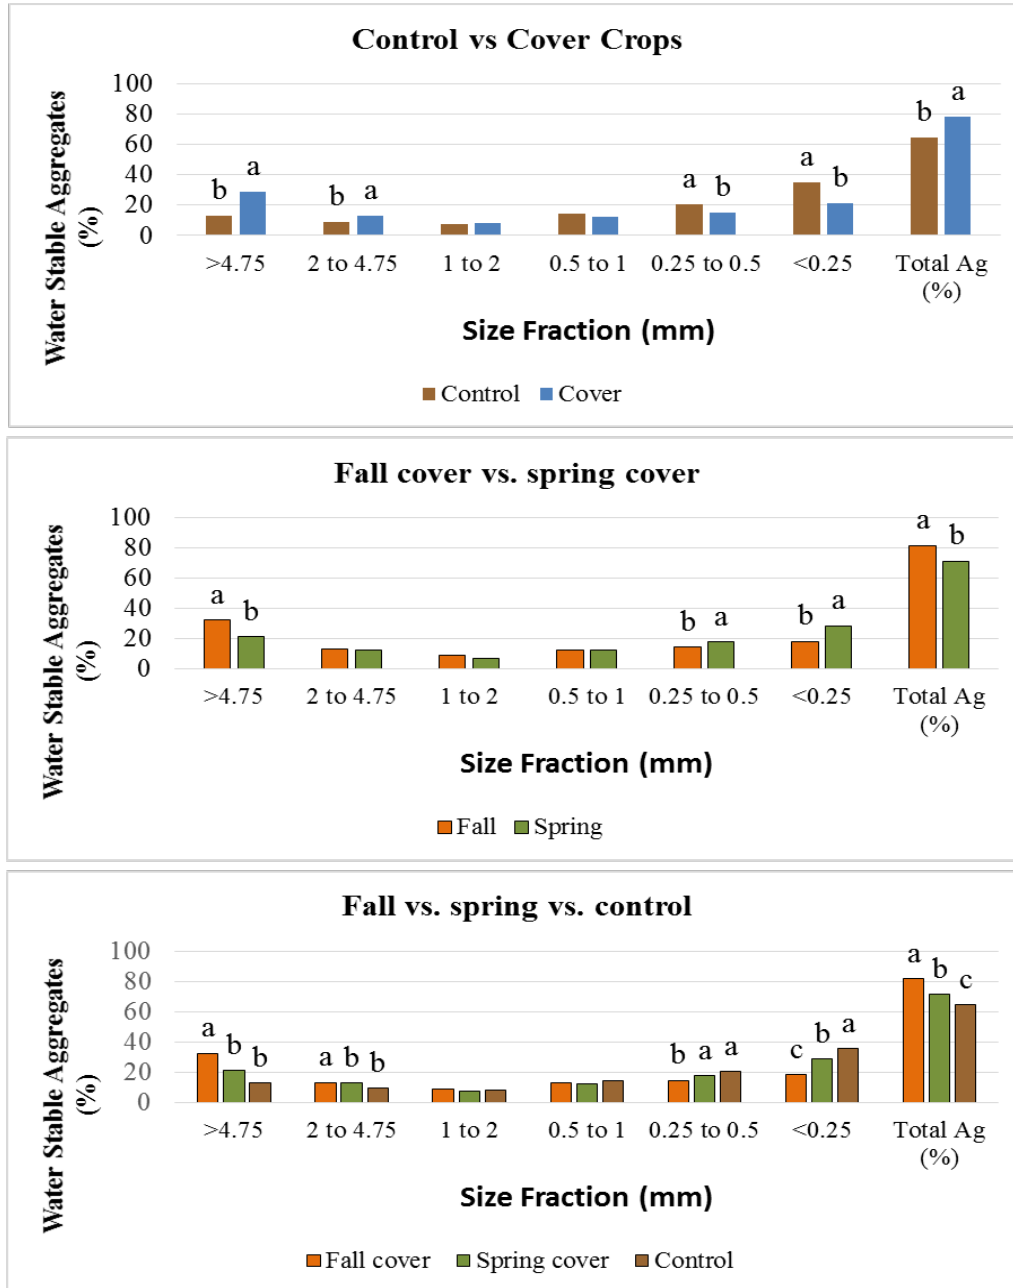 Control vs Cover Crops
Water Stable Aggregates
(%)
100
80
60
40
20
0
b a b a a b a b b a
>4.75 2 to 4.75 1 to 2 0.5 to 1 0.25 to 0.5 <0.25 Total Ag
(%)
Size Fraction (mm)
Control Cover
Fall cover vs. spring cover
Water Stable Aggregates
(%)
100
80
60
40
20
0
a b b a b a a b
>4.75 2 to 4.75 1 to 2 0.5 to 1 0.25 to 0.5 <0.25 Total Ag
(%)
Size Fraction (mm)
Fall Spring
Fall vs. spring vs. control
Water Stable Aggregates
(%)
100
80
60
40
20
0
a b b a b b b a a c b a a b c
>4.75 2 to 4.75 1 to 2 0.5 to 1 0.25 to 0.5 <0.25 Total Ag
(%)
Size Fraction (mm)
Fall cover Spring cover Control